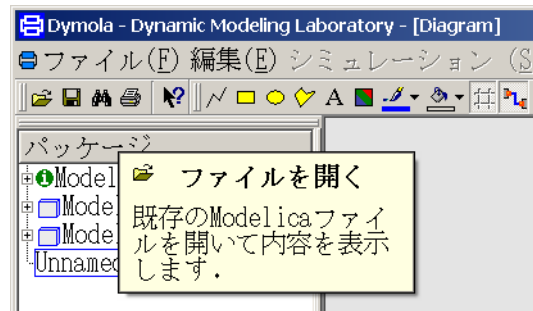 Dymola - Dynamic Modeling Laboratory - [Diagram]
ファイル(F) 編集(E) シミュレーション (S
A
パッケージ
Model
Mode
Mode
Unnamed
ファイルを開く
既存のModelicaファイ
ルを開いて内容を表示
します.